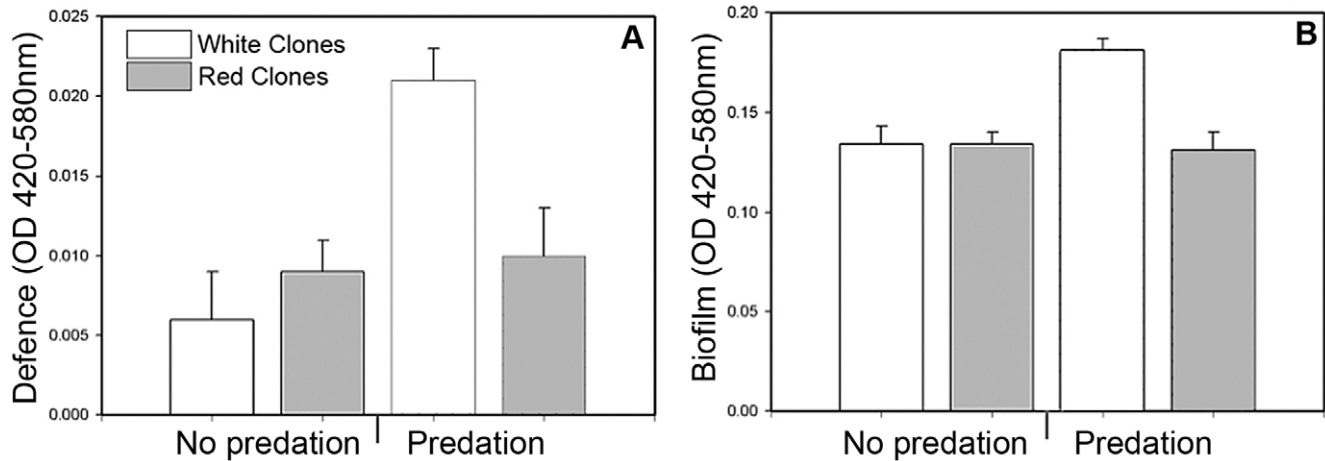 Defence (OD 420-580nm)
0.025
0.020
0.015
0.010
0.005
0.000
White Clones
Red Clones
A
No predation
Predation
Biofilm (OD 420-580nm)
0.20
0.15
0.10
0.05
0.00
B
No predation
Predation